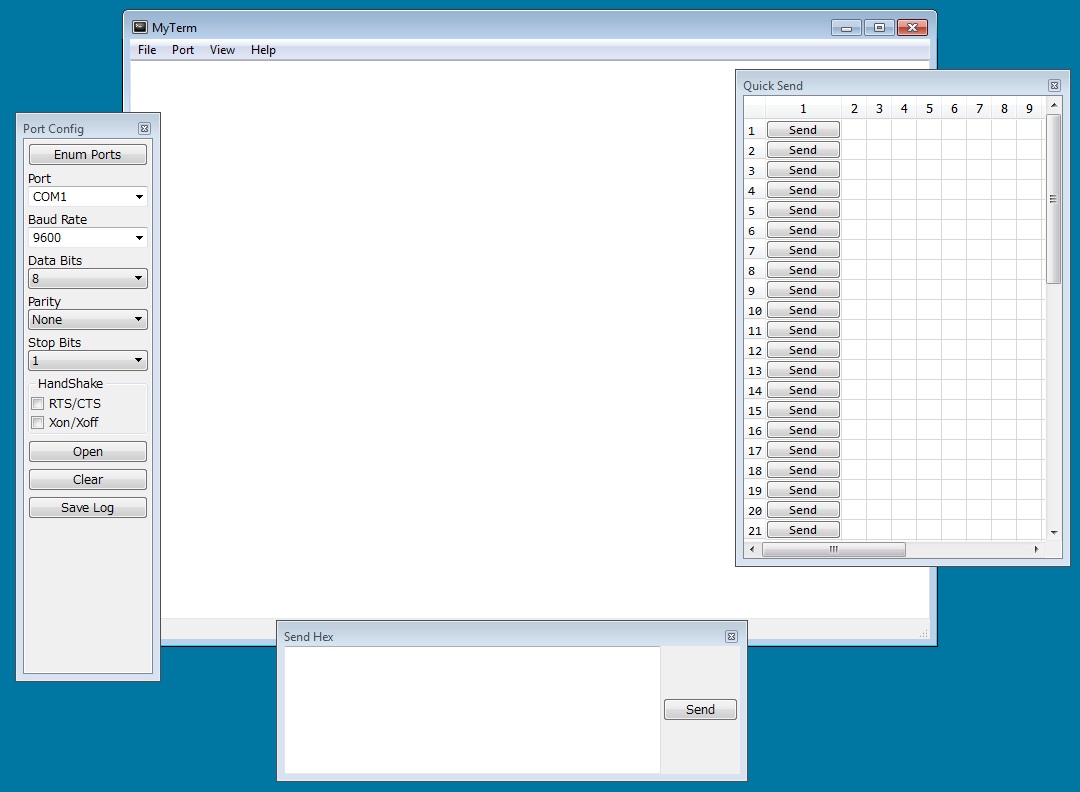 MyTerm
File Port View Help
Port Config
Enum Ports
Port
COM1
Baud Rate
9600
Data Bits
8
Parity
None
Stop Bits
1
HandShake
RTS/CTS
Xon/Xoff
Open
Clear
Save Log
Quick Send
1 2 3 4 5 6 7 8 9
1 Send
2 Send
3 Send
4 Send
5 Send
6 Send
7 Send
8 Send
9 Send
10 Send
11 Send
12 Send
13 Send
14 Send
15 Send
16 Send
17 Send
18 Send
19 Send
20 Send
21 Send
Send Hex
Send